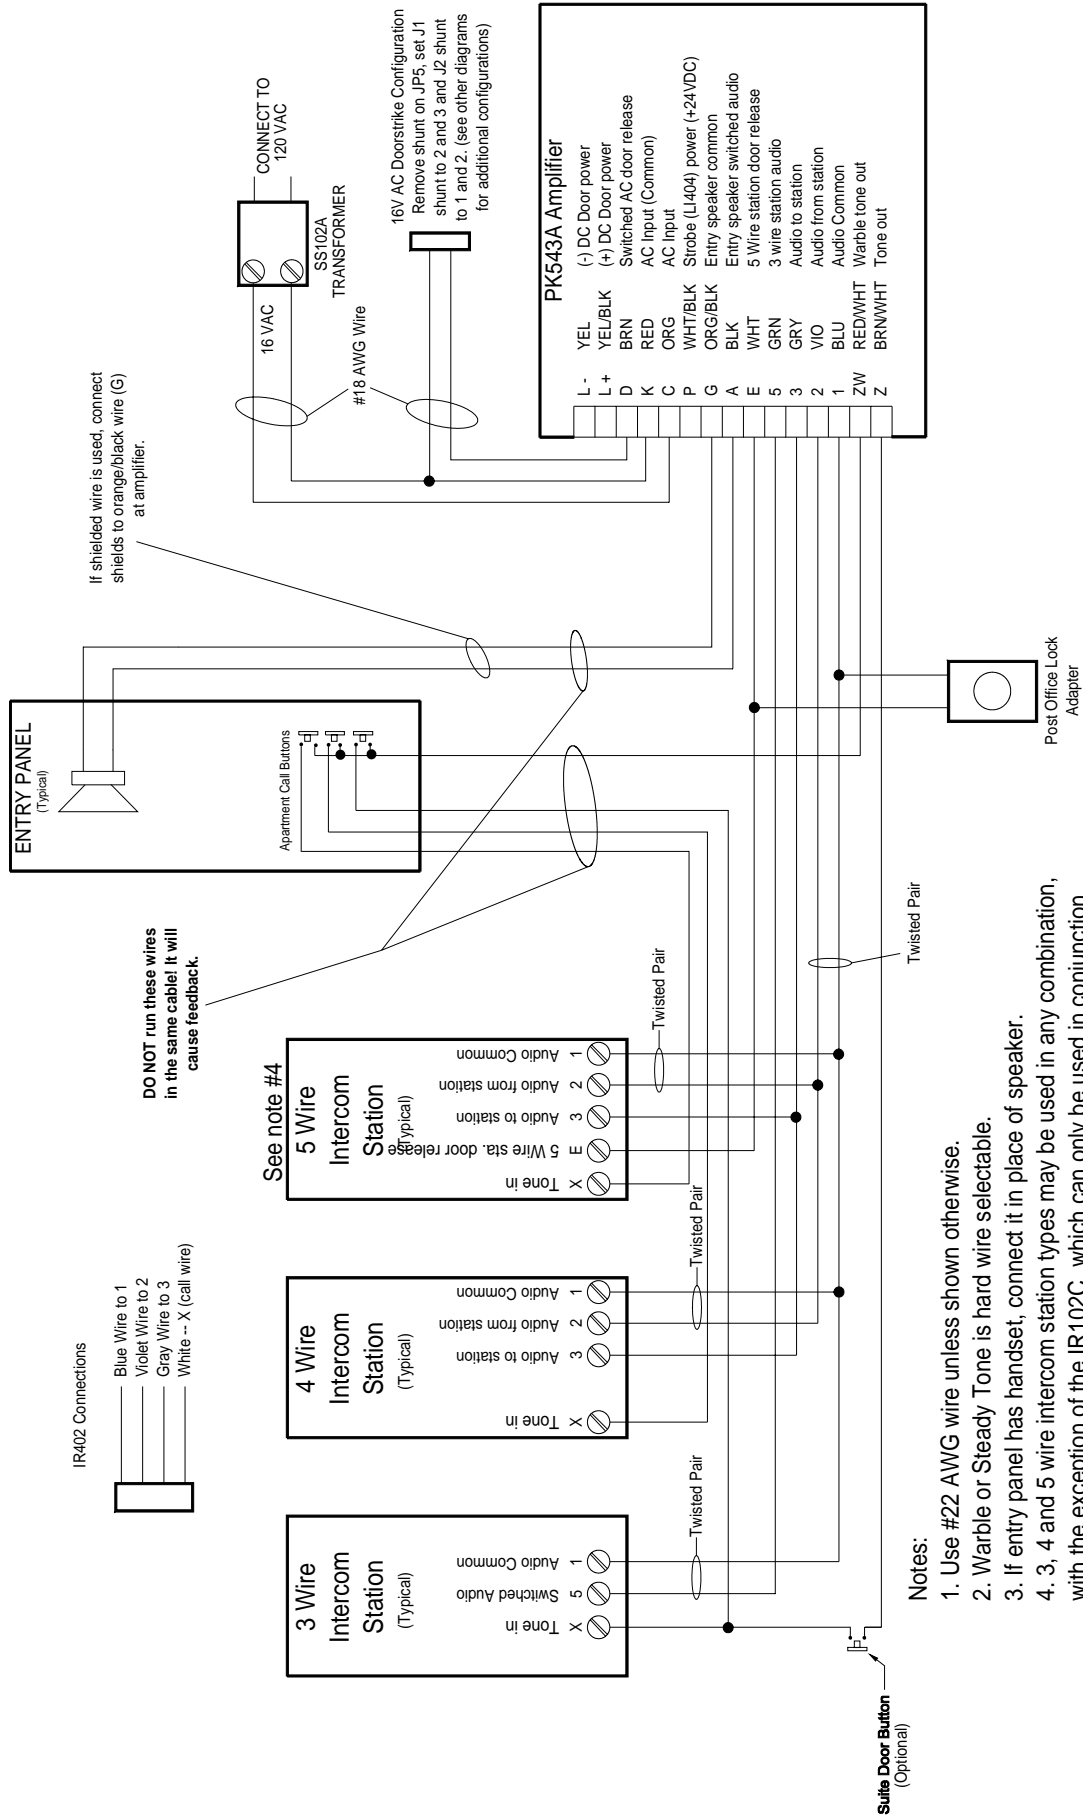 ENTRY PANEL
(Typical)
Apartment Call Buttons
DO NOT run these wires
in the same cable! It will
cause feedback.
If shielded wire is used, connect
shields to orange/black wire (G)
at amplifier.
CONNECT TO
120 VAC
SS102A
TRANSFORMER
16 VAC
#18 AWG Wire
16V AC Doorstrike Configuration
Remove shunt on JP5, set J1
shunt to 2 and 3 and J2 shunt
to 1 and 2. (see other diagrams
for additional configurations)
PK543A Amplifier
L - YEL (-) DC Door power
L + YEL/BLK (+) DC Door power
D BRN Switched AC door release
K RED AC Input (Common)
C ORG AC Input
P WHT/BLK Strobe (LI404) power (+24VDC)
G ORG/BLK Entry speaker common
A BLK Entry speaker switched audio
E WHT 5 Wire station door release
5 GRN 3 wire station audio
3 GRY Audio to station
2 VIO Audio from station
1 BLU Audio Common
ZW RED/WHT Warble tone out
Z BRN/WHT Tone out
IR402 Connections
Blue Wire to 1
Violet Wire to 2
Gray Wire to 3
White -- X (call wire)
3 Wire
Intercom
Station
(Typical)
X Tone in
5 Switched Audio
1 Audio Common
Twisted Pair
4 Wire
Intercom
Station
(Typical)
X Tone in
3 Audio to station
2 Audio from station
1 Audio Common
Twisted Pair
See note #4
5 Wire
Intercom
Station
(Typical)
X Tone in
E 5 Wire sta. door release
3 Audio to station
2 Audio from station
1 Audio Common
Twisted Pair
Twisted Pair
Post Office Lock
Adapter
Suite Door Button
(Optional)
Notes:
1. Use #22 AWG wire unless shown otherwise.
2. Warble or Steady Tone is hard wire selectable.
3. If entry panel has handset, connect it in place of speaker.
4. 3, 4 and 5 wire intercom station types may be used in any combination,
with the exception of the IR102C, which can only be used in conjunction